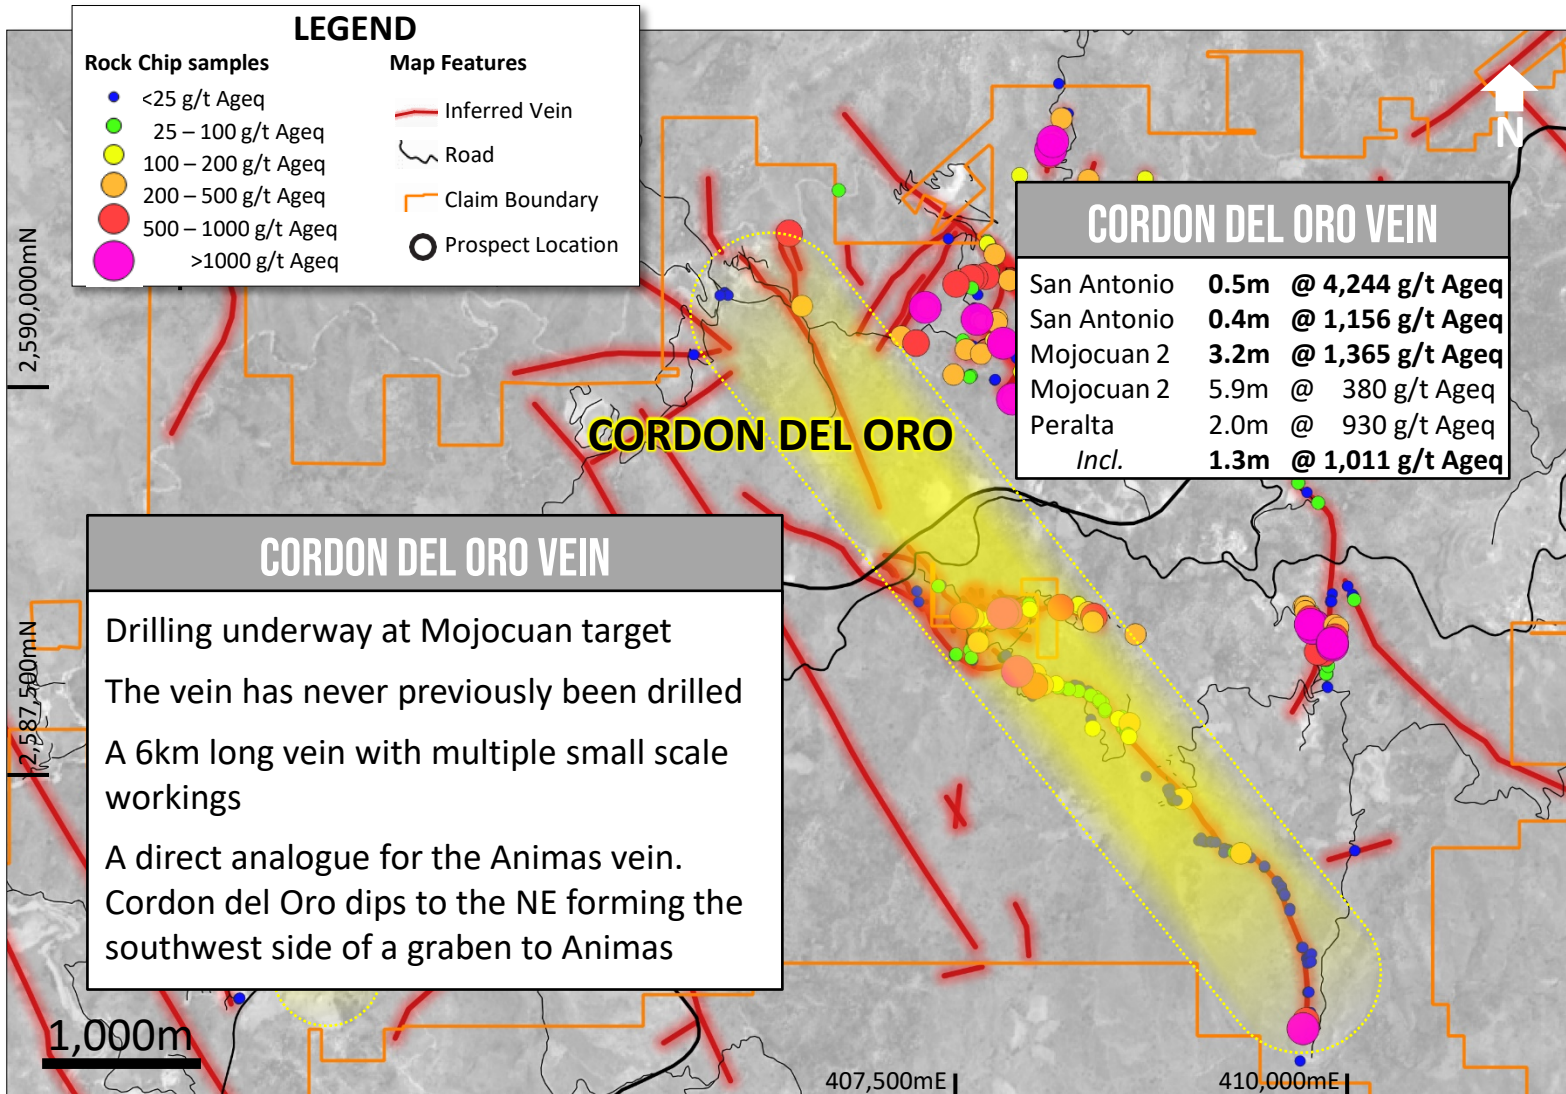 LEGEND
Rock Chip samples
<25 g/t Ageq
25 – 100 g/t Ageq
100 – 200 g/t Ageq
200 – 500 g/t Ageq
500 – 1000 g/t Ageq
>1000 g/t Ageq
Map Features
Inferred Vein
Road
Claim Boundary
Prospect Location
N
2,590,000mN
2,587,500mN
CORDON DEL ORO VEIN
San Antonio 0.5m @ 4,244 g/t Ageq
San Antonio 0.4m @ 1,156 g/t Ageq
Mojocuan 2 3.2m @ 1,365 g/t Ageq
Mojocuan 2 5.9m @ 380 g/t Ageq
Peralta 2.0m @ 930 g/t Ageq
Incl. 1.3m @ 1,011 g/t Ageq
CORDON DEL ORO
CORDON DEL ORO VEIN
Drilling underway at Mojocuan target
The vein has never previously been drilled
A 6km long vein with multiple small scale
workings
A direct analogue for the Animas vein.
Cordon del Oro dips to the NE forming the
southwest side of a graben to Animas
1,000m
407,500mE
410,000mE